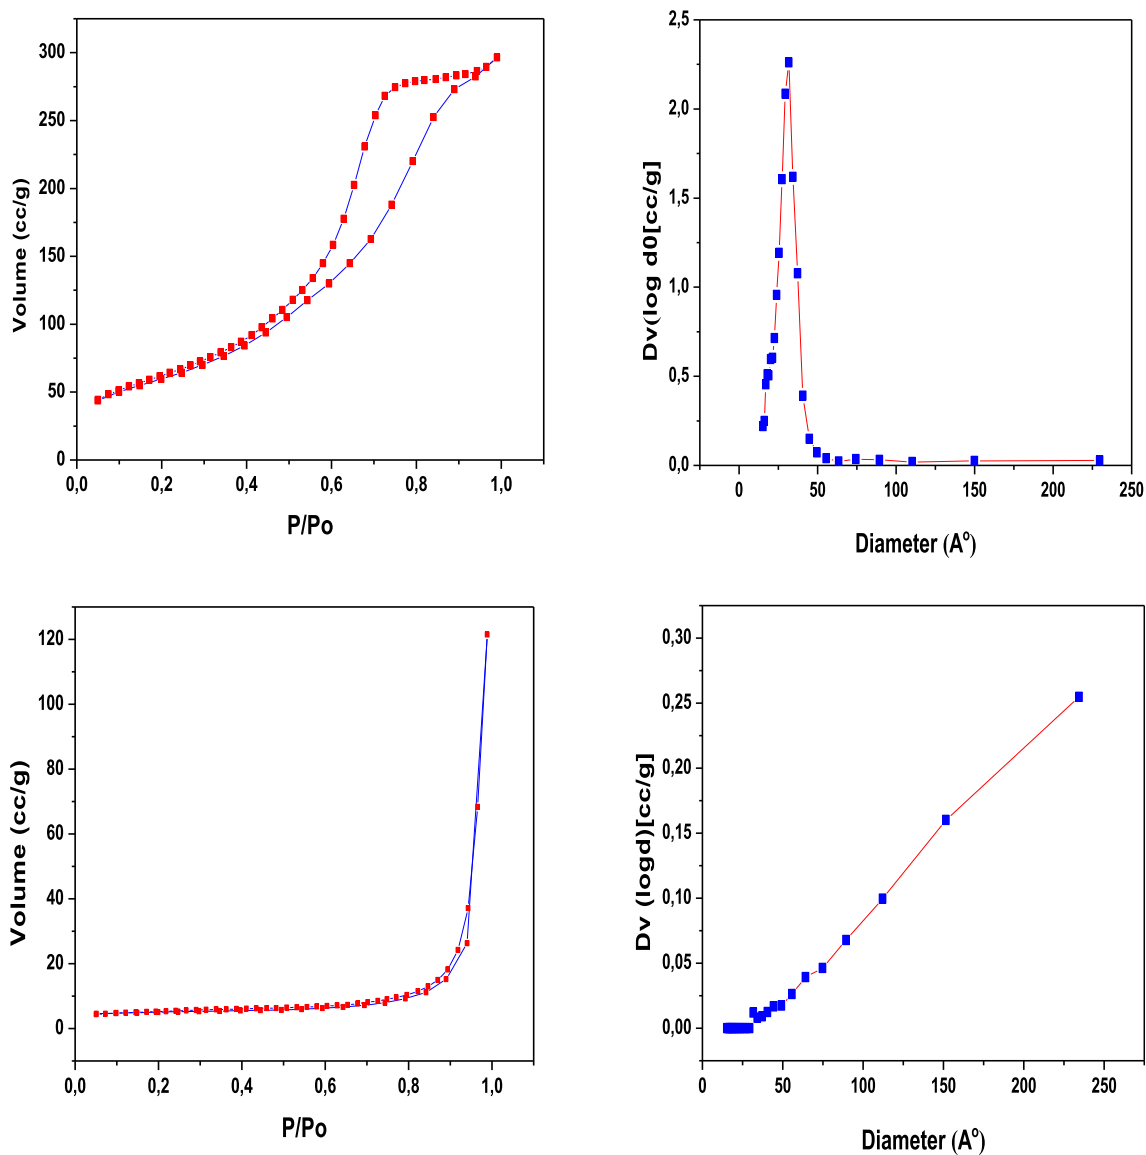 300
250
200
150
100
50
0
Volume (cc/g)
0,0 0,2 0,4 0,6 0,8 1,0
P/Po
2,5
2,0
1,5
1,0
0,5
0,0
Dv(log d0[cc/g]
0 50 100 150 200 250
Diameter (Aº)
120
100
80
60
40
20
0
Volume (cc/g)
0,0 0,2 0,4 0,6 0,8 1,0
P/Po
0,30
0,25
0,20
0,15
0,10
0,05
0,00
Dv (logd)[cc/g]
0 50 100 150 200 250
Diameter (Aº)